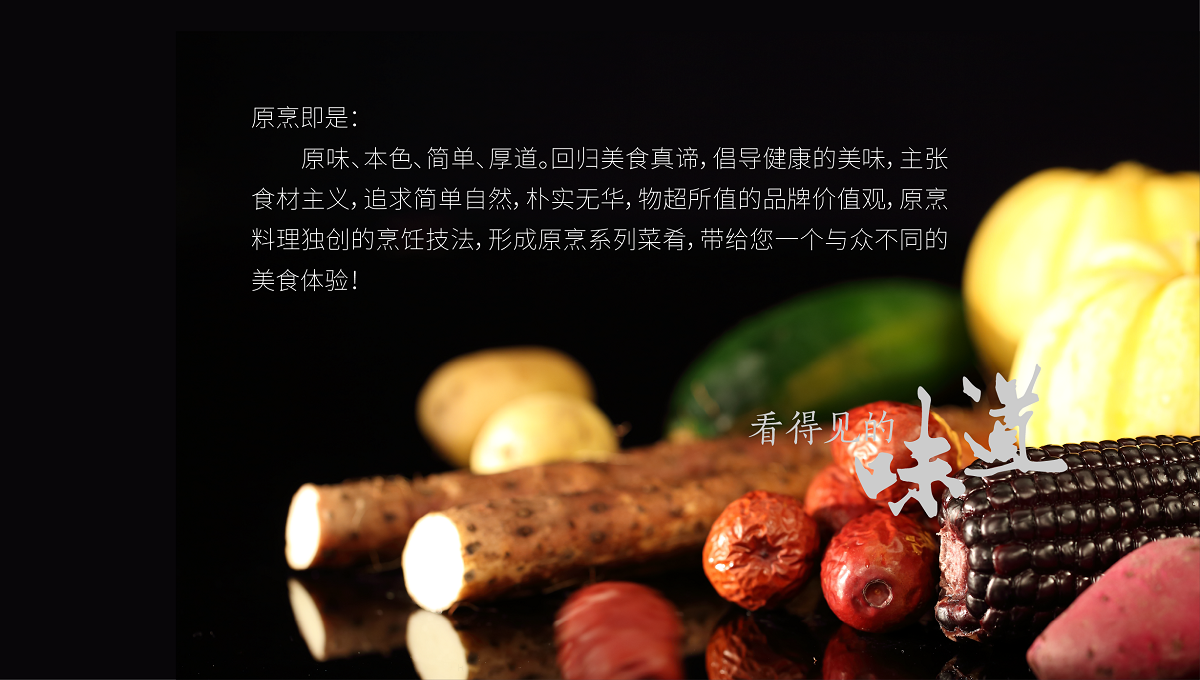 原烹即是：
原味、本色、简单、厚道。回归美食真谛，倡导健康的美味，主张
食材主义，追求简单自然，朴实无华，物超所值的品牌价值观，原烹
料理独创的烹饪技法，形成原烹系列菜肴，带给您一个与众不同的
美食体验！
看得见的味道